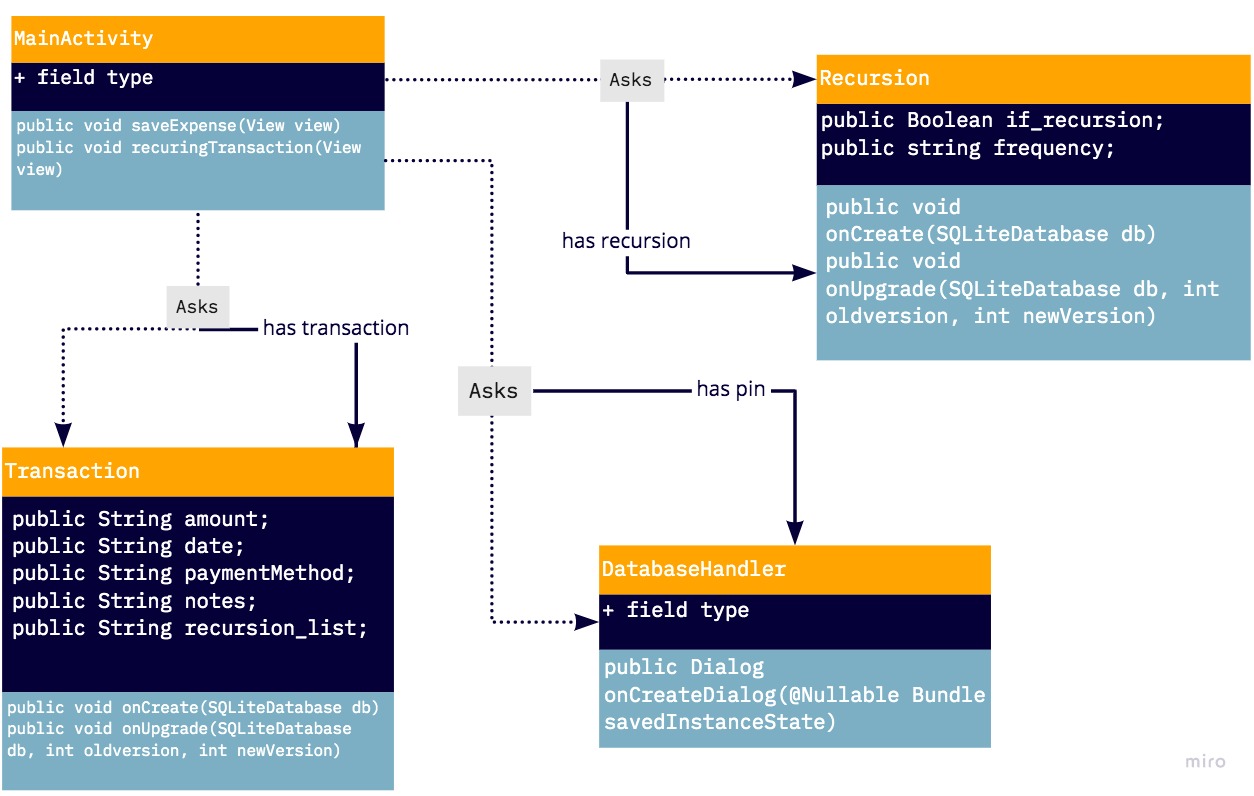 MainActivity
+ field type
public void saveExpense(View view)
public void recuringTransaction(View
view)
Asks
Recursion
public Boolean if_recursion;
public string frequency;
public void
onCreate(SQLiteDatabase db)
public void
onUpgrade(SQLiteDatabase db, int
oldversion, int newVersion)
has recursion
Asks
has transaction
Asks
has pin
Transaction
public String amount;
public String date;
public String paymentMethod;
public String notes;
public String recursion_list;
public void onCreate(SQLiteDatabase db)
public void onUpgrade(SQLiteDatabase
db, int oldversion, int newVersion)
DatabaseHandler
+ field type
public Dialog
onCreateDialog(@Nullable Bundle
savedInstanceState)
miro